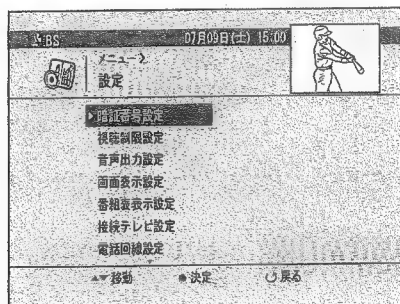 BS 07月09日(土) 15:00
メニュー>
設定
暗証番号設定
視聴制限設定
音声出力設定
画面表示設定
番組表表示設定
接続テレビ設定
電話回線設定
移動 決定 戻る